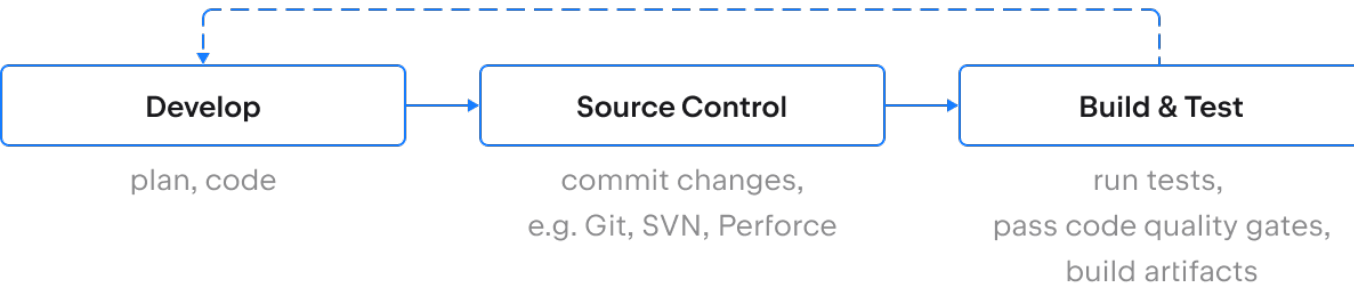 Develop
plan, code
Source Control
commit changes,
e.g. Git, SVN, Perforce
Build & Test
run tests,
pass code quality gates,
build artifacts